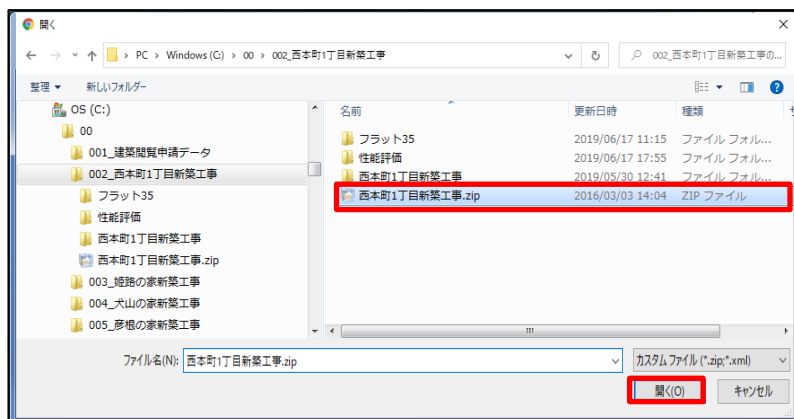 開く
PC › Windows (C:) › 00 › 002_西本町1丁目新築工事
002_西本町1丁目新築工事の...
整理 新しいフォルダー
OS (C:)
00
001_建築閲覧申請データ
002_西本町1丁目新築工事
フラット35
性能評価
西本町1丁目新築工事
西本町1丁目新築工事.zip
003_姫路の家新築工事
004_犬山の家新築工事
005_彦根の家新築工事
名前 更新日時 種類
フラット35 2019/06/17 11:15 ファイル フォル...
性能評価 2019/06/17 17:55 ファイル フォル...
西本町1丁目新築工事 2019/05/30 12:41 ファイル フォル...
西本町1丁目新築工事.zip 2016/03/03 14:04 ZIP ファイル
ファイル名(N): 西本町1丁目新築工事.zip
カスタム ファイル (*.zip;*.xml)
開く(O) キャンセル